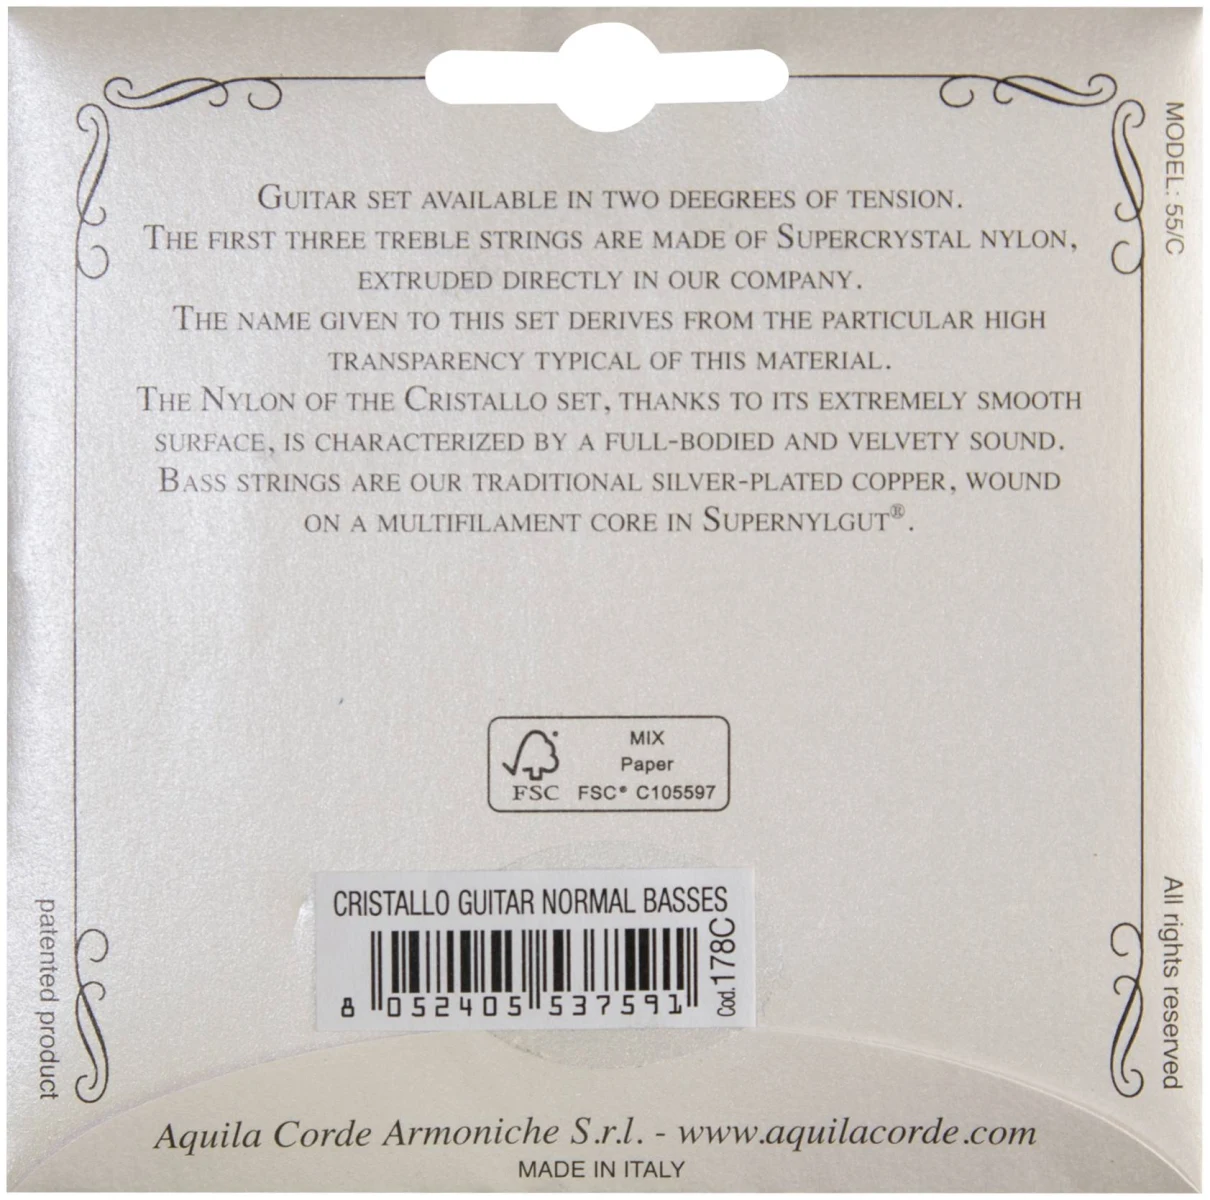 GUITAR SET AVAILABLE IN TWO DEEGREES OF TENSION.
THE FIRST THREE TREBLE STRINGS ARE MADE OF SUPERCRYSTAL NYLON,
EXTRUDED DIRECTLY IN OUR COMPANY.
THE NAME GIVEN TO THIS SET DERIVES FROM THE PARTICULAR HIGH
TRANSPARENCY TYPICAL OF THIS MATERIAL.
THE NYLON OF THE CRISTALLO SET, THANKS TO ITS EXTREMELY SMOOTH
SURFACE, IS CHARACTERIZED BY A FULL-BODIED AND VELVETY SOUND.
BASS STRINGS ARE OUR TRADITIONAL SILVER-PLATED COPPER, WOUND
ON A MULTIFILAMENT CORE IN SUPERNYLGUT®.
MODEL: 55/C
MIX
Paper
FSC FSC® C105597
CRISTALLO GUITAR NORMAL BASSES
Cod. 178C
8 052405 537591
patented product
All rights reserved
Aquila Corde Armoniche S.r.l. - www.aquilacorde.com
MADE IN ITALY